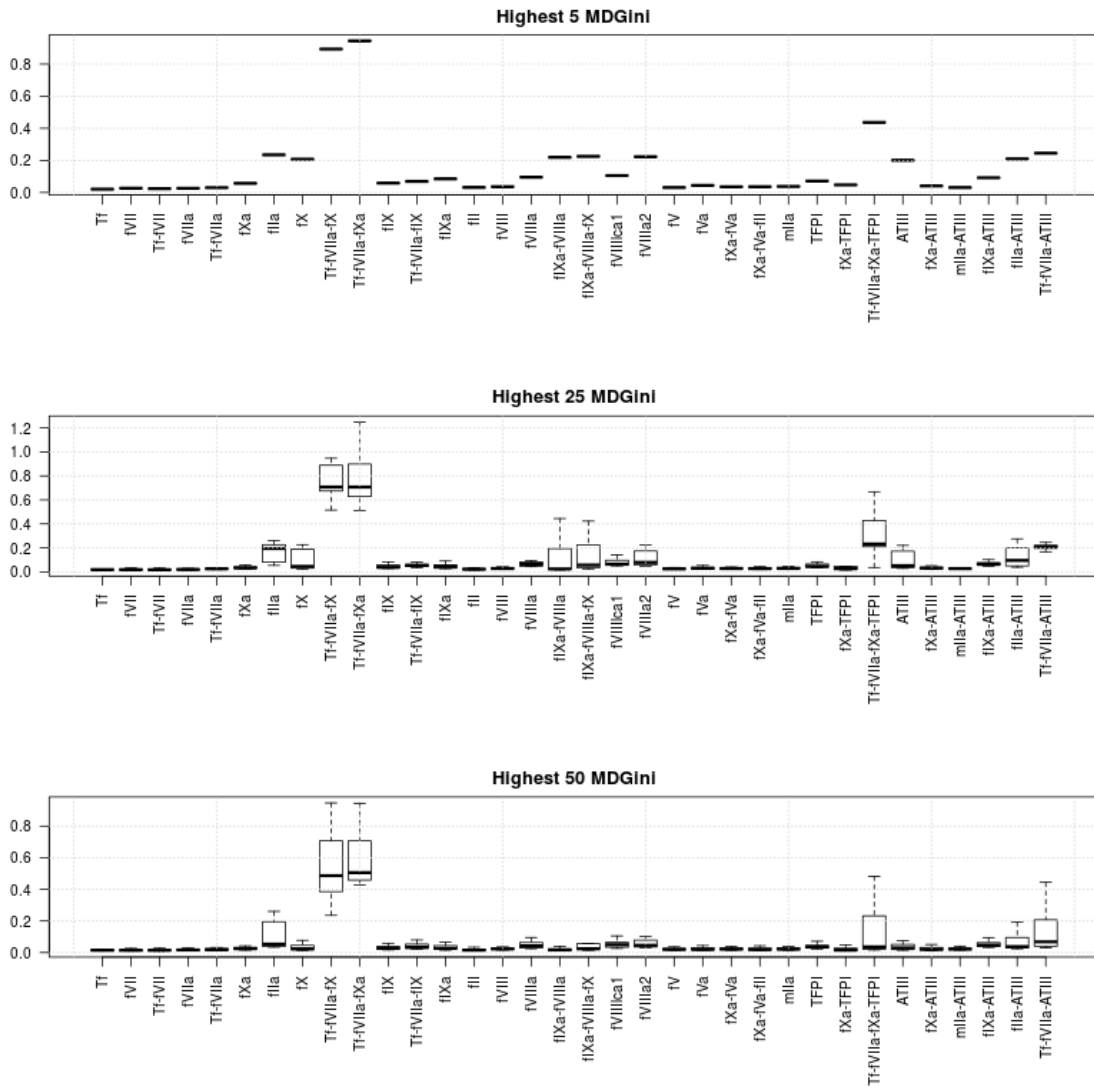 Highest 5 MDGini
0.8
0.6
0.4
0.2
0.0
Tf
fVII
Tf-fVII
fVIIa
Tf-fVIIa
fXa
fIIa
fX
Tf-fVIIa-fX
Tf-fVIIa-fXa
fIX
Tf-fVIIa-fIX
fIXa
fII
fVIII
fVIIIa
fIXa-fVIIIa
fIXa-fVIIIa-fX
fVIIIca1
fVIIIa2
fV
fVa
fXa-fVa
fXa-fVa-fII
mIIa
TFPI
fXa-TFPI
Tf-fVIIa-fXa-TFPI
ATIII
fXa-ATIII
mIIa-ATIII
fIXa-ATIII
fIIa-ATIII
Tf-fVIIa-ATIII
Highest 25 MDGini
1.2
1.0
0.8
0.6
0.4
0.2
0.0
Tf
fVII
Tf-fVII
fVIIa
Tf-fVIIa
fXa
fIIa
fX
Tf-fVIIa-fX
Tf-fVIIa-fXa
fIX
Tf-fVIIa-fIX
fIXa
fII
fVIII
fVIIIa
fIXa-fVIIIa
fIXa-fVIIIa-fX
fVIIIca1
fVIIIa2
fV
fVa
fXa-fVa
fXa-fVa-fII
mIIa
TFPI
fXa-TFPI
Tf-fVIIa-fXa-TFPI
ATIII
fXa-ATIII
mIIa-ATIII
fIXa-ATIII
fIIa-ATIII
Tf-fVIIa-ATIII
Highest 50 MDGini
0.8
0.6
0.4
0.2
0.0
Tf
fVII
Tf-fVII
fVIIa
Tf-fVIIa
fXa
fIIa
fX
Tf-fVIIa-fX
Tf-fVIIa-fXa
fIX
Tf-fVIIa-fIX
fIXa
fII
fVIII
fVIIIa
fIXa-fVIIIa
fIXa-fVIIIa-fX
fVIIIca1
fVIIIa2
fV
fVa
fXa-fVa
fXa-fVa-fII
mIIa
TFPI
fXa-TFPI
Tf-fVIIa-fXa-TFPI
ATIII
fXa-ATIII
mIIa-ATIII
fIXa-ATIII
fIIa-ATIII
Tf-fVIIa-ATIII